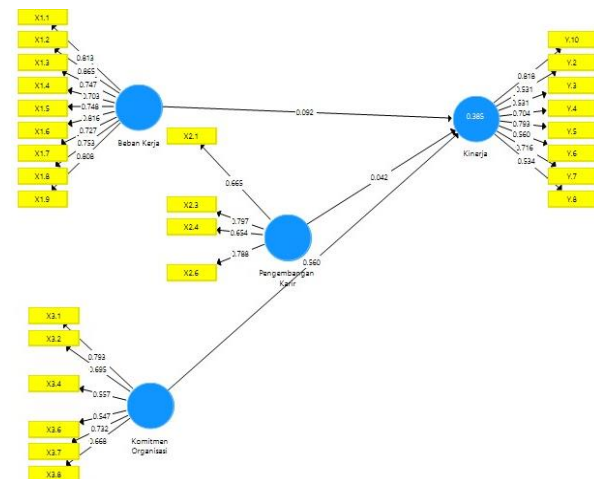 X1.1
X1.2
X1.3
X1.4
X1.5
X1.6
X1.7
X1.8
X1.9
0.813
0.865
0.747
0.703
0.748
0.816
0.727
0.753
0.808
Beban Kerja
0.092
X2.1
X2.3
X2.4
X2.6
0.665
0.797
0.654
0.788
Pengembangan
Karir
0.042
0.560
X3.1
X3.2
X3.4
X3.6
X3.7
X3.8
0.793
0.695
0.557
0.547
0.732
0.668
Komitmen
Organisasi
0.385
Kinerja
0.818
0.531
0.531
0.704
0.793
0.560
0.716
0.534
Y.10
Y.2
Y.3
Y.4
Y.5
Y.6
Y.7
Y.8